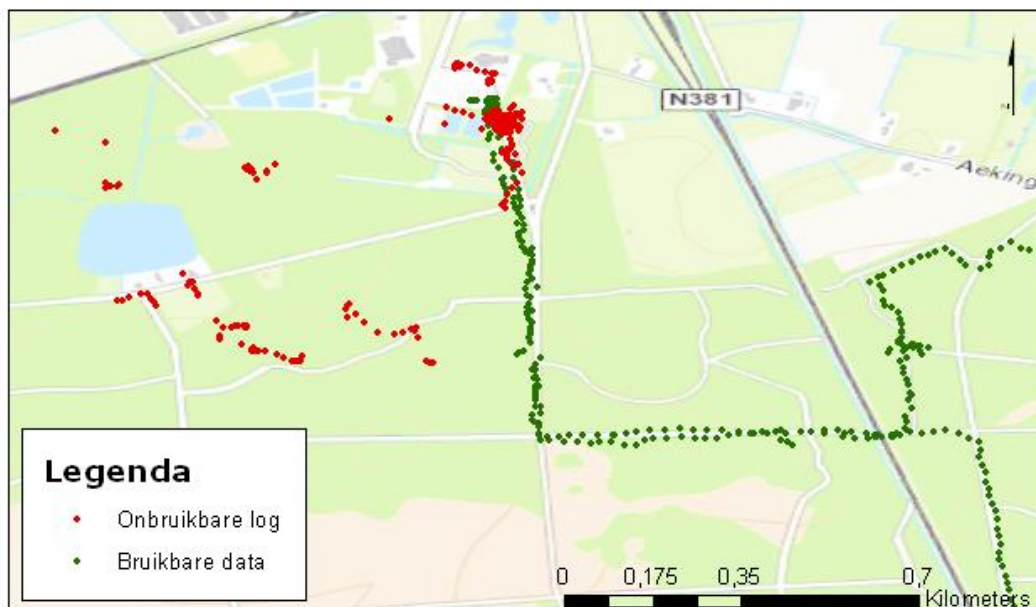 N381
Aeking
Legenda
Onbruikbare log
Bruikbare data
0 0,175 0,35 0,7
Kilometers